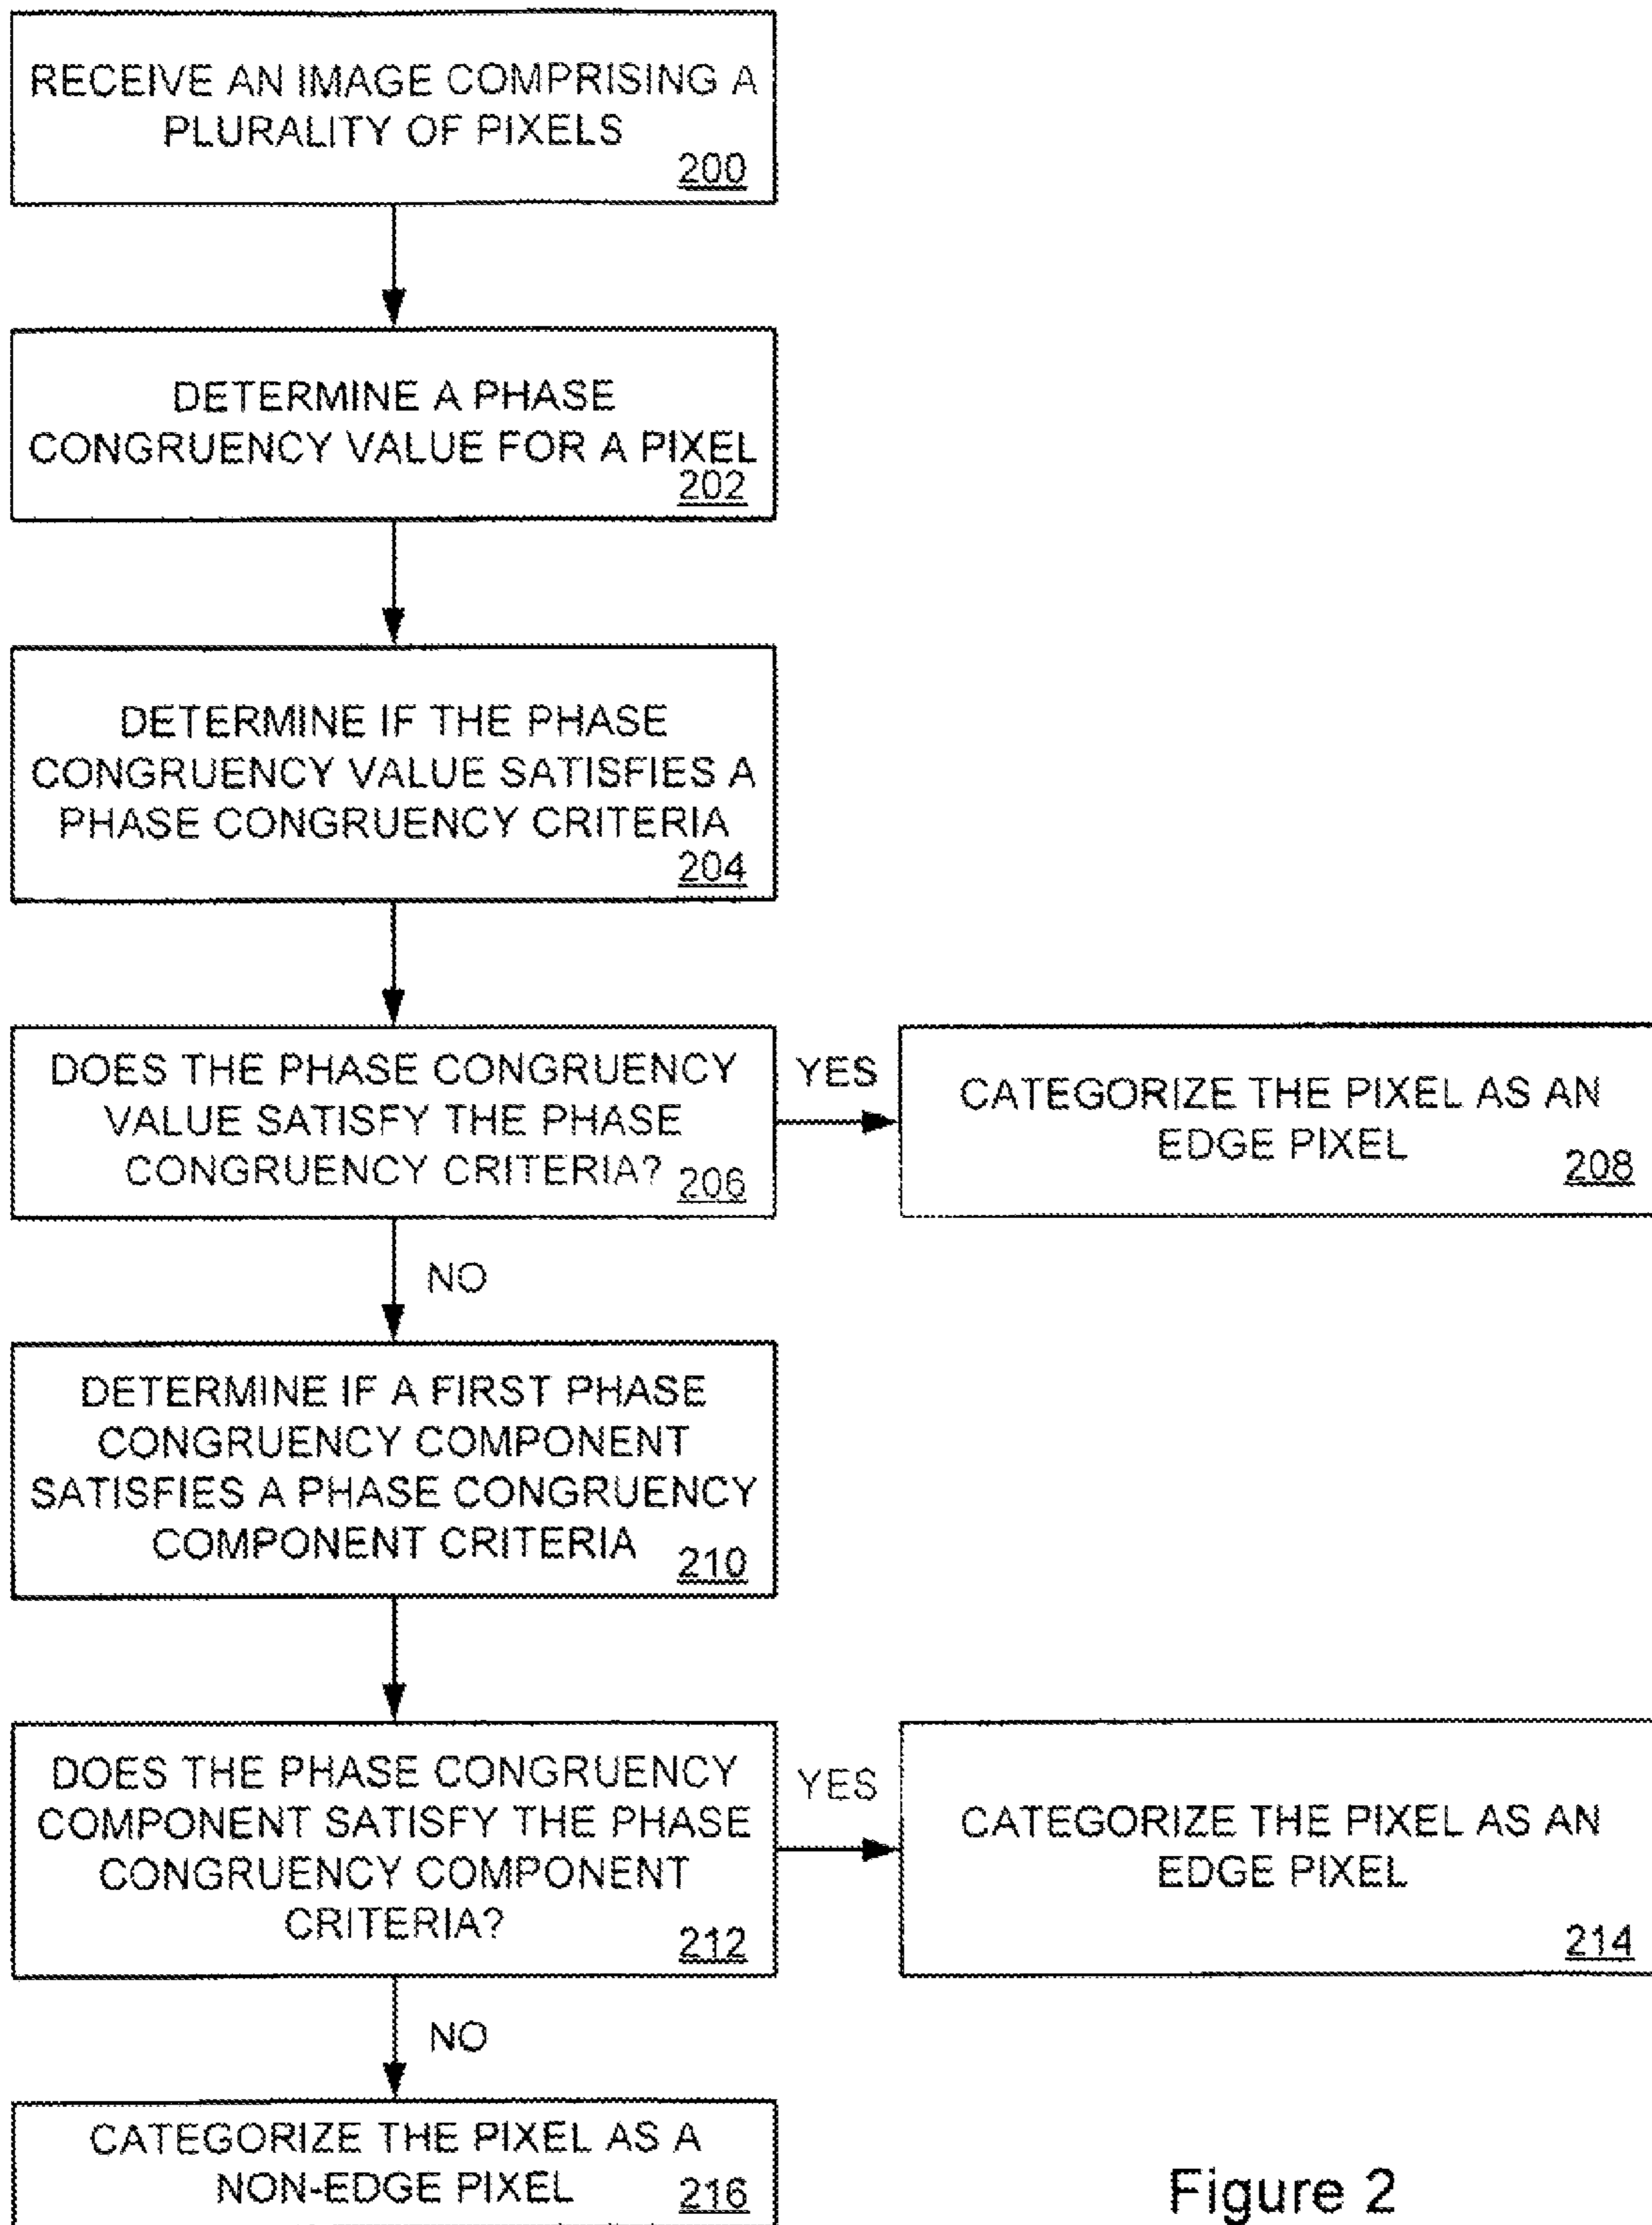 RECEIVE AN IMAGE COMPRISING A
PLURALITY OF PIXELS
200
DETERMINE A PHASE
CONGRUENCY VALUE FOR A PIXEL
202
DETERMINE IF THE PHASE
CONGRUENCY VALUE SATISFIES A
PHASE CONGRUENCY CRITERIA
204
DOES THE PHASE CONGRUENCY
VALUE SATISFY THE PHASE
CONGRUENCY CRITERIA?
206
YES
CATEGORIZE THE PIXEL AS AN
EDGE PIXEL
208
NO
DETERMINE IF A FIRST PHASE
CONGRUENCY COMPONENT
SATISFIES A PHASE CONGRUENCY
COMPONENT CRITERIA
210
DOES THE PHASE CONGRUENCY
COMPONENT SATISFY THE PHASE
CONGRUENCY COMPONENT
CRITERIA?
212
YES
CATEGORIZE THE PIXEL AS AN
EDGE PIXEL
214
NO
CATEGORIZE THE PIXEL AS A
NON-EDGE PIXEL
216
Figure 2